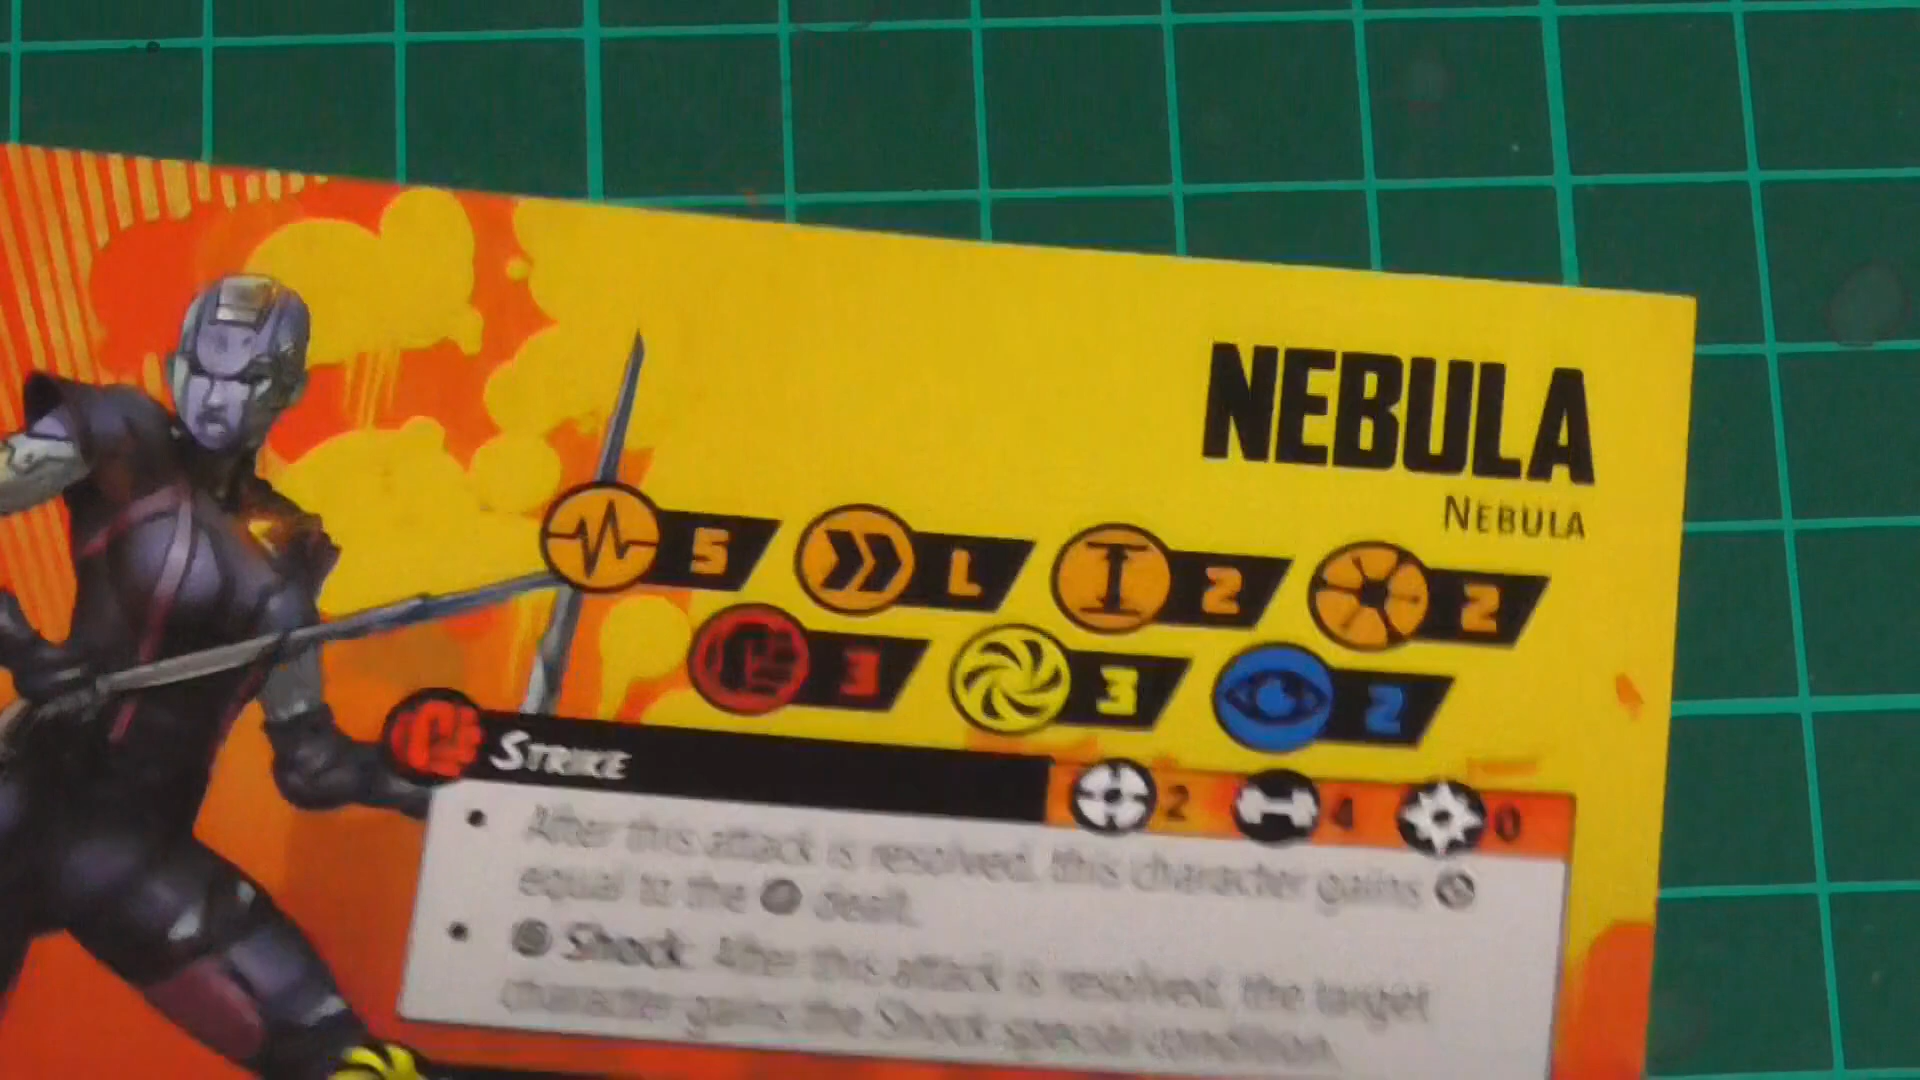 NEBULA
NEBULA
5 L 2 2
3 3 2
STRIKE 2 4 0
• After this attack is resolved, this character gains
equal to the dealt.
• Shock: After this attack is resolved, the target
character gains the Shock special condition.